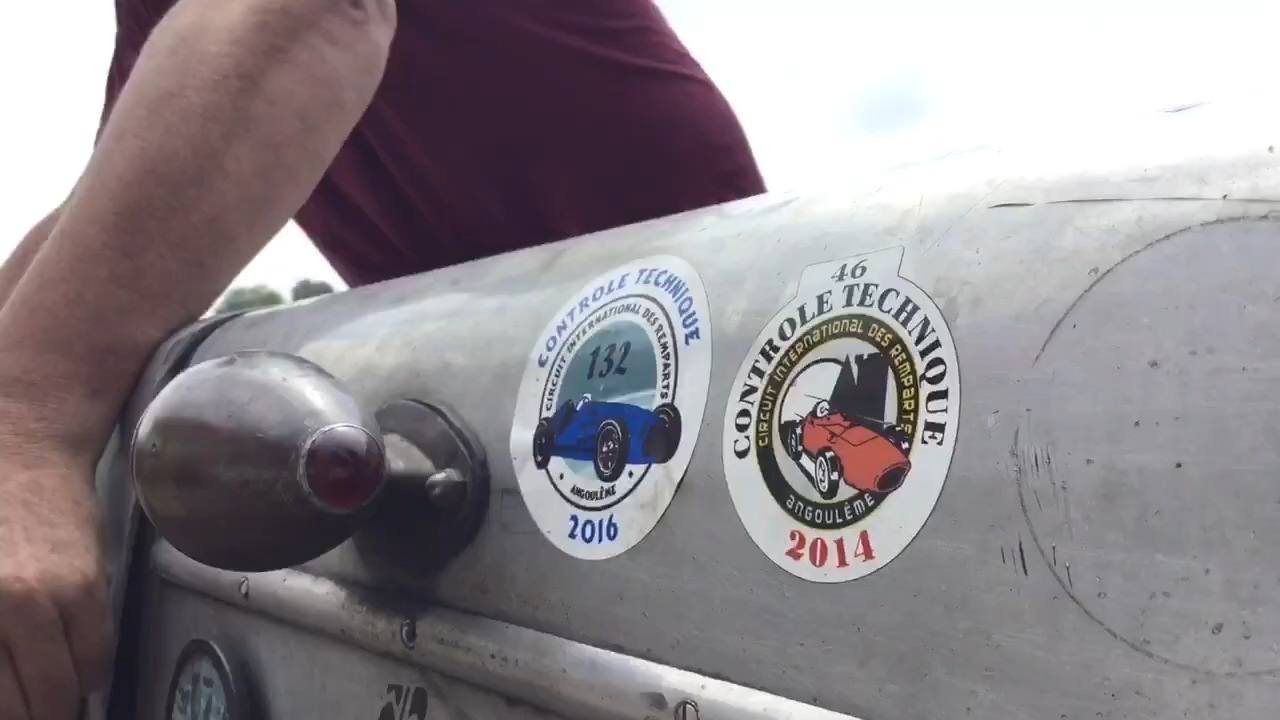 CONTROLE TECHNIQUE
CIRCUIT INTERNATIONAL DES REMPARTS
132
ANGOULÊME
2016
46
CONTROLE TECHNIQUE
CIRCUIT INTERNATIONAL DES REMPARTS
ANGOULÊME
2014